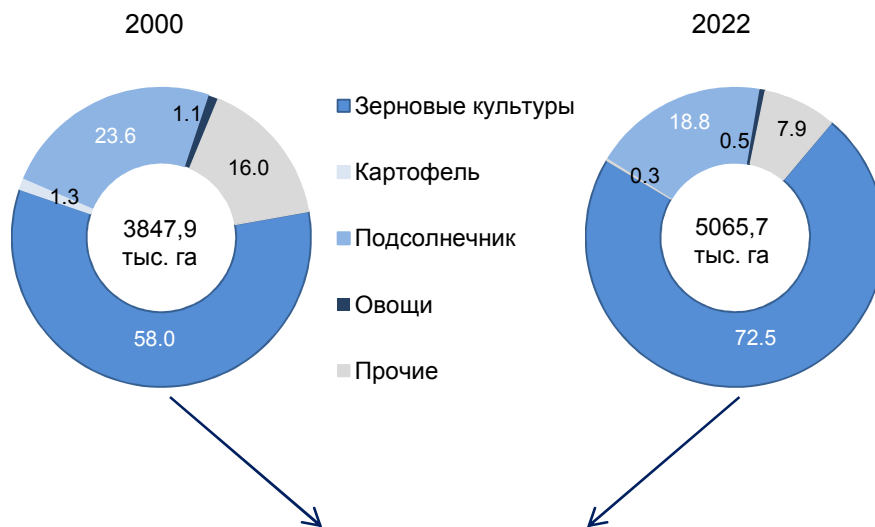 2000
2022
1.1
23.6
16.0
1.3
3847,9
тыс. га
58.0
Зерновые культуры
Картофель
Подсолнечник
Овощи
Прочие
18.8
0.5
7.9
0.3
5065,7
тыс. га
72.5